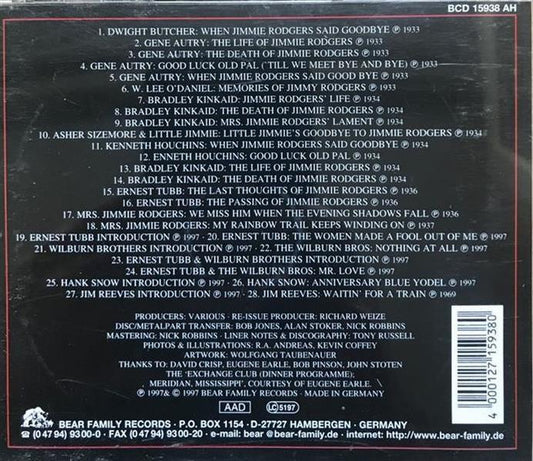 BCD 15938 AH
1. DWIGHT BUTCHER: WHEN JIMMIE RODGERS SAID GOODBYE ℗ 1933
2. GENE AUTRY: THE LIFE OF JIMMIE RODGERS ℗ 1933
3. GENE AUTRY: THE DEATH OF JIMMIE RODGERS ℗ 1933
4. GENE AUTRY: GOOD LUCK OLD PAL ('TILL WE MEET BYE AND BYE) ℗ 1933
5. GENE AUTRY: WHEN JIMMIE RODGERS SAID GOOD BYE ℗ 1933
6. W. LEE O'DANIEL: MEMORIES OF JIMMY RODGERS ℗ 1933
7. BRADLEY KINKAID: JIMMIE RODGERS' LIFE ℗ 1934
8. BRADLEY KINKAID: THE DEATH OF JIMMIE RODGERS ℗ 1934
9. BRADLEY KINKAID: MRS. JIMMIE RODGERS' LAMENT ℗ 1934
10. ASHER SIZEMORE & LITTLE JIMMIE: LITTLE JIMMIE'S GOODBYE TO JIMMIE RODGERS ℗ 1934
11. KENNETH HOUCHINS: WHEN JIMMIE RODGERS SAID GOODBYE ℗ 1934
12. ENNETH HOUCHINS: GOOD LUCK OLD PAL ℗ 1934
13. BRADLEY KINKAID: THE LIFE OF JIMMIE RODGERS ℗ 1934
14. BRADLEY KINKAID: THE DEATH OF JIMMIE RODGERS ℗ 1934
15. ERNEST TUBB: THE LAST THOUGHTS OF JIMMIE RODGERS ℗ 1936
16. ERNEST TUBB: THE PASSING OF JIMMIE RODGERS ℗ 1936
17. MRS. JIMMIE RODGERS: WE MISS HIM WHEN THE EVENING SHADOWS FALL ℗ 1936
18. MRS. JIMMIE RODGERS: MY RAINBOW TRAIL KEEPS WINDING ON ℗ 1937
19. ERNEST TUBB INTRODUCTION ℗ 1997 · 20. ERNEST TUBB: THE WOMEN MADE A FOOL OUT OF ME ℗ 1997
21. WILBURN BROTHERS INTRODUCTION ℗ 1997 · 22. THE WILBURN BROS: NOTHING AT ALL ℗ 1997
23. ERNEST TUBB & WILBURN BROTHERS INTRODUCTION ℗ 1997
24. ERNEST TUBB & THE WILBURN BROS: MR. LOVE ℗ 1997
25. HANK SNOW INTRODUCTION ℗ 1997 · 26. HANK SNOW: ANNIVERSARY BLUE YODEL ℗ 1997
27. JIM REEVES INTRODUCTION ℗ 1997 · 28. JIM REEVES: WAITIN' FOR A TRAIN ℗ 1969
PRODUCERS: VARIOUS · RE-ISSUE PRODUCER: RICHARD WEIZE
DISC/METALPART TRANSFER: BOB JONES, ALAN STOKER, NICK ROBBINS
MASTERING: NICK ROBBINS · LINER NOTES & DISCOGRAPHY: TONY RUSSELL
PHOTOS & ILLUSTRATIONS: R.A. ANDREAS, KEVIN COFFEY
ARTWORK: WOLFGANG TAUBENAUER
THANKS TO: DAVID CRISP, EUGENE EARLE, BOB PINSON, JOHN STOTEN
THE 'EXCHANGE CLUB (DINNER PROGRAMME);
MERIDIAN, MISSISSIPPI', COURTESY OF EUGENE EARLE.
℗ 1997& © 1997 BEAR FAMILY RECORDS · MADE IN GERMANY
AAD LC 5197
4 000127 159380
BEAR FAMILY RECORDS · P.O. BOX 1154 · D-27727 HAMBERGEN · GERMANY
☎ (0 47 94) 93 00-0 · FAX (0 47 94) 93 00-20 · e-mail: bear @bear-family.de · internet: http://www.bear-family.de